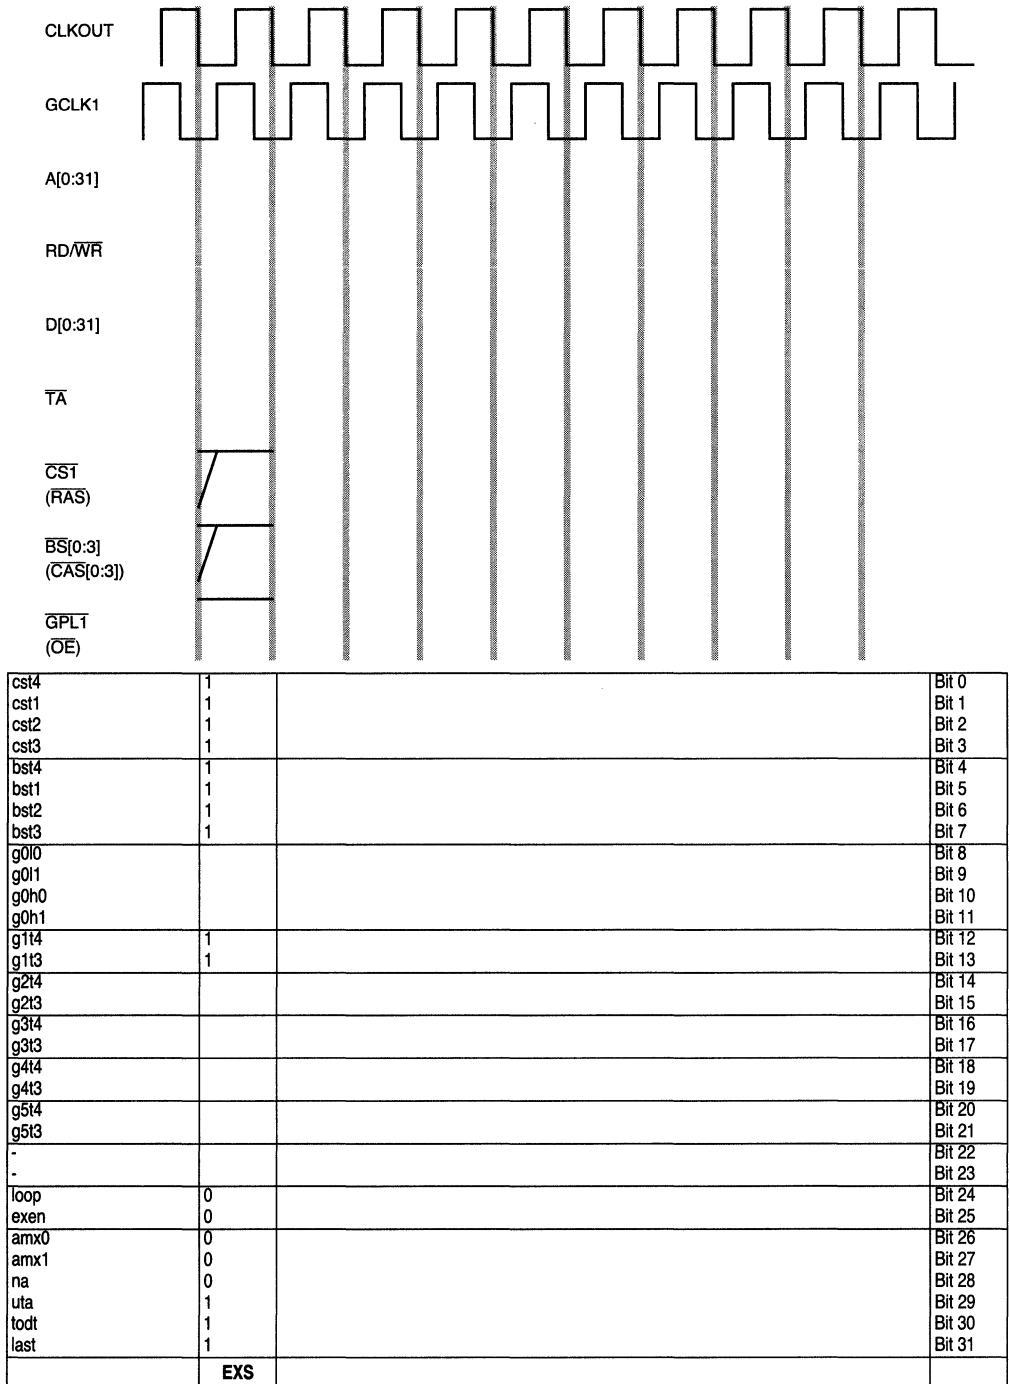 CLKOUT
GCLK1
A[0:31]
RD/WR
D[0:31]
TA
CS1
(RAS)
BS[0:3]
(CAS[0:3])
GPL1
(OE)
cst4 1 Bit 0
cst1 1 Bit 1
cst2 1 Bit 2
cst3 1 Bit 3
bst4 1 Bit 4
bst1 1 Bit 5
bst2 1 Bit 6
bst3 1 Bit 7
g0l0 Bit 8
g0l1 Bit 9
g0h0 Bit 10
g0h1 Bit 11
g1t4 1 Bit 12
g1t3 1 Bit 13
g2t4 Bit 14
g2t3 Bit 15
g3t4 Bit 16
g3t3 Bit 17
g4t4 Bit 18
g4t3 Bit 19
g5t4 Bit 20
g5t3 Bit 21
- Bit 22
- Bit 23
loop 0 Bit 24
exen 0 Bit 25
amx0 0 Bit 26
amx1 0 Bit 27
na 0 Bit 28
uta 1 Bit 29
todt 1 Bit 30
last 1 Bit 31
EXS